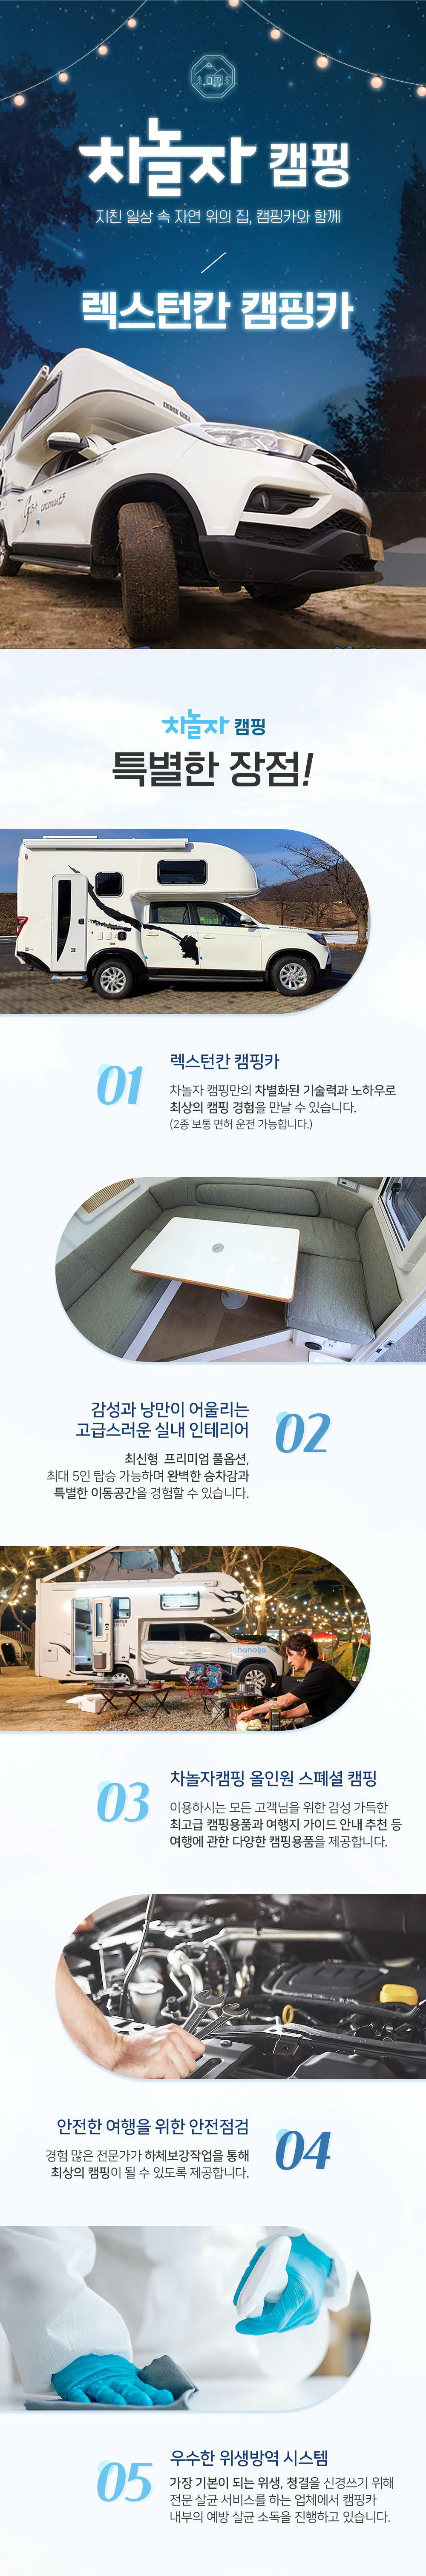 차놀자 캠핑
지친 일상 속 자연 위의 집, 캠핑카와 함께
렉스턴칸 캠핑카
차놀자 캠핑
특별한 장점!
01
렉스턴칸 캠핑카
차놀자 캠핑만의 차별화된 기술력과 노하우로
최상의 캠핑 경험을 만날 수 있습니다.
(2종 보통 면허 운전 가능합니다.)
감성과 낭만이 어울리는
고급스러운 실내 인테리어
02
최신형 프리미엄 풀옵션,
최대 5인 탑승 가능하며 완벽한 승차감과
특별한 이동공간을 경험할 수 있습니다.
chanolja
03
차놀자캠핑 올인원 스폐셜 캠핑
이용하시는 모든 고객님을 위한 감성 가득한
최고급 캠핑용품과 여행지 가이드 안내 추천 등
여행에 관한 다양한 캠핑용품을 제공합니다.
안전한 여행을 위한 안전점검
04
경험 많은 전문가가 하체보강작업을 통해
최상의 캠핑이 될 수 있도록 제공합니다.
05
우수한 위생방역 시스템
가장 기본이 되는 위생, 청결을 신경쓰기 위해
전문 살균 서비스를 하는 업체에서 캠핑카
내부의 예방 살균 소독을 진행하고 있습니다.